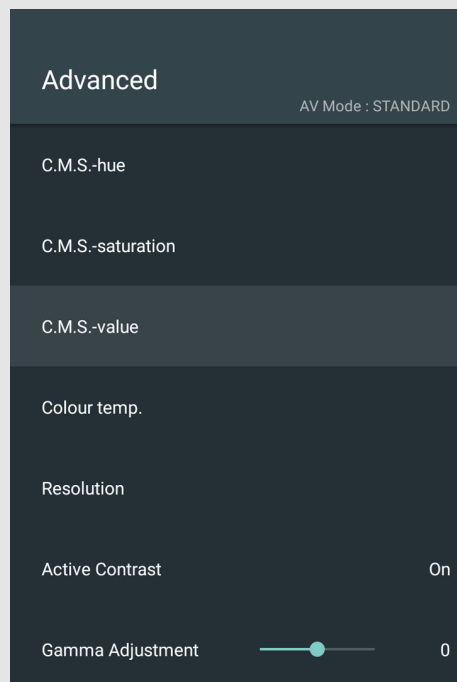 Advanced
AV Mode : STANDARD
C.M.S.-hue
C.M.S.-saturation
C.M.S.-value
Colour temp.
Resolution
Active Contrast On
Gamma Adjustment 0